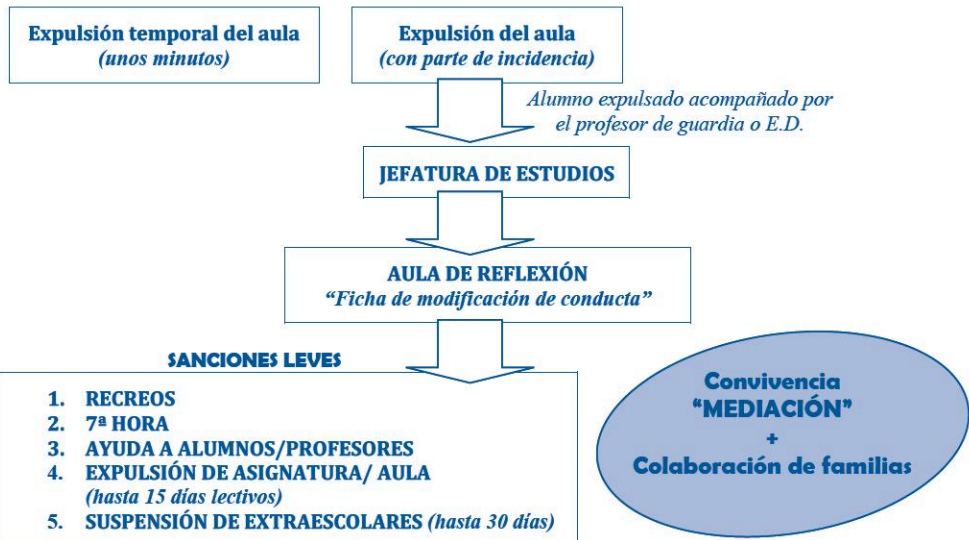 Expulsión temporal del aula
(unos minutos)
Expulsión del aula
(con parte de incidencia)
Alumno expulsado acompañado por
el profesor de guardia o E.D.
JEFATURA DE ESTUDIOS
AULA DE REFLEXIÓN
“Ficha de modificación de conducta”
SANCIONES LEVES
1. RECREOS
2. 7ª HORA
3. AYUDA A ALUMNOS/PROFESORES
4. EXPULSIÓN DE ASIGNATURA/ AULA
(hasta 15 días lectivos)
5. SUSPENSIÓN DE EXTRAESCOLARES (hasta 30 días)
Convivencia
“MEDIACIÓN”
+
Colaboración de familias